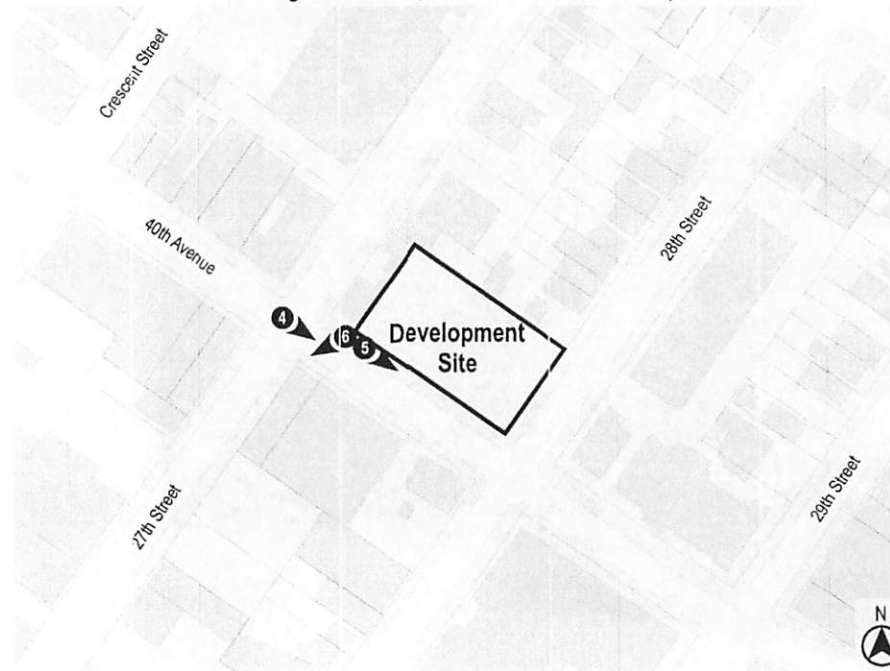 Crescent Street
40th Avenue
28th Street
4
6
5
Development
Site
27th Street
29th Street
N